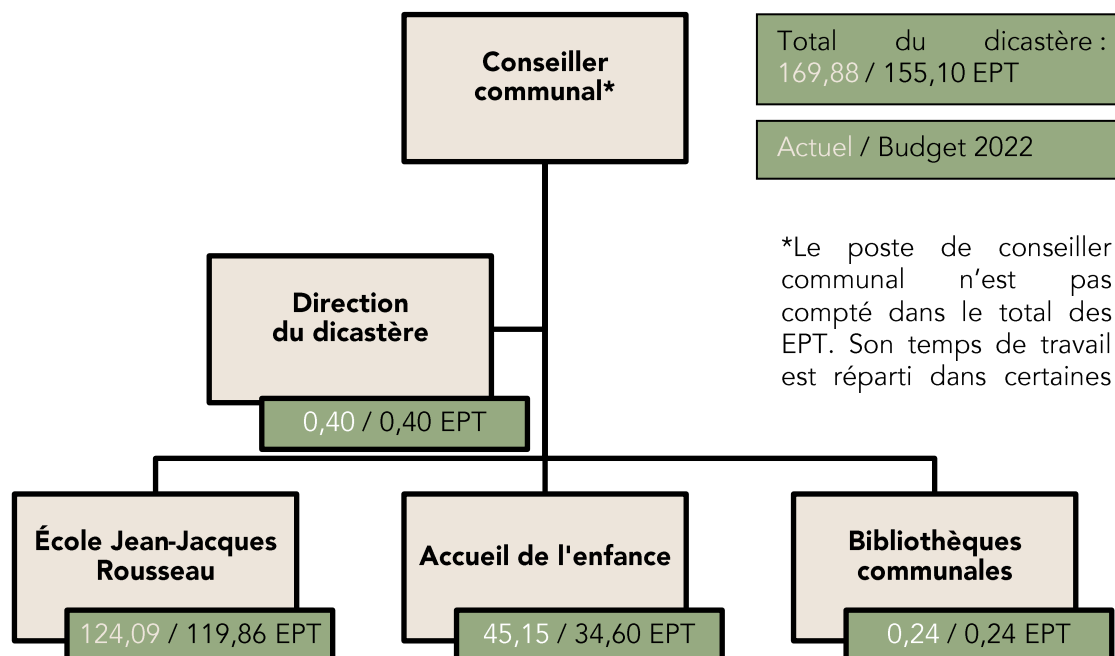 Conseiller
communal*
Total du dicastère :
169,88 / 155,10 EPT
Actuel / Budget 2022
*Le poste de conseiller
communal n’est pas
compté dans le total des
EPT. Son temps de travail
est réparti dans certaines
Direction
du dicastère
0,40 / 0,40 EPT
École Jean-Jacques
Rousseau
124,09 / 119,86 EPT
Accueil de l'enfance
45,15 / 34,60 EPT
Bibliothèques
communales
0,24 / 0,24 EPT